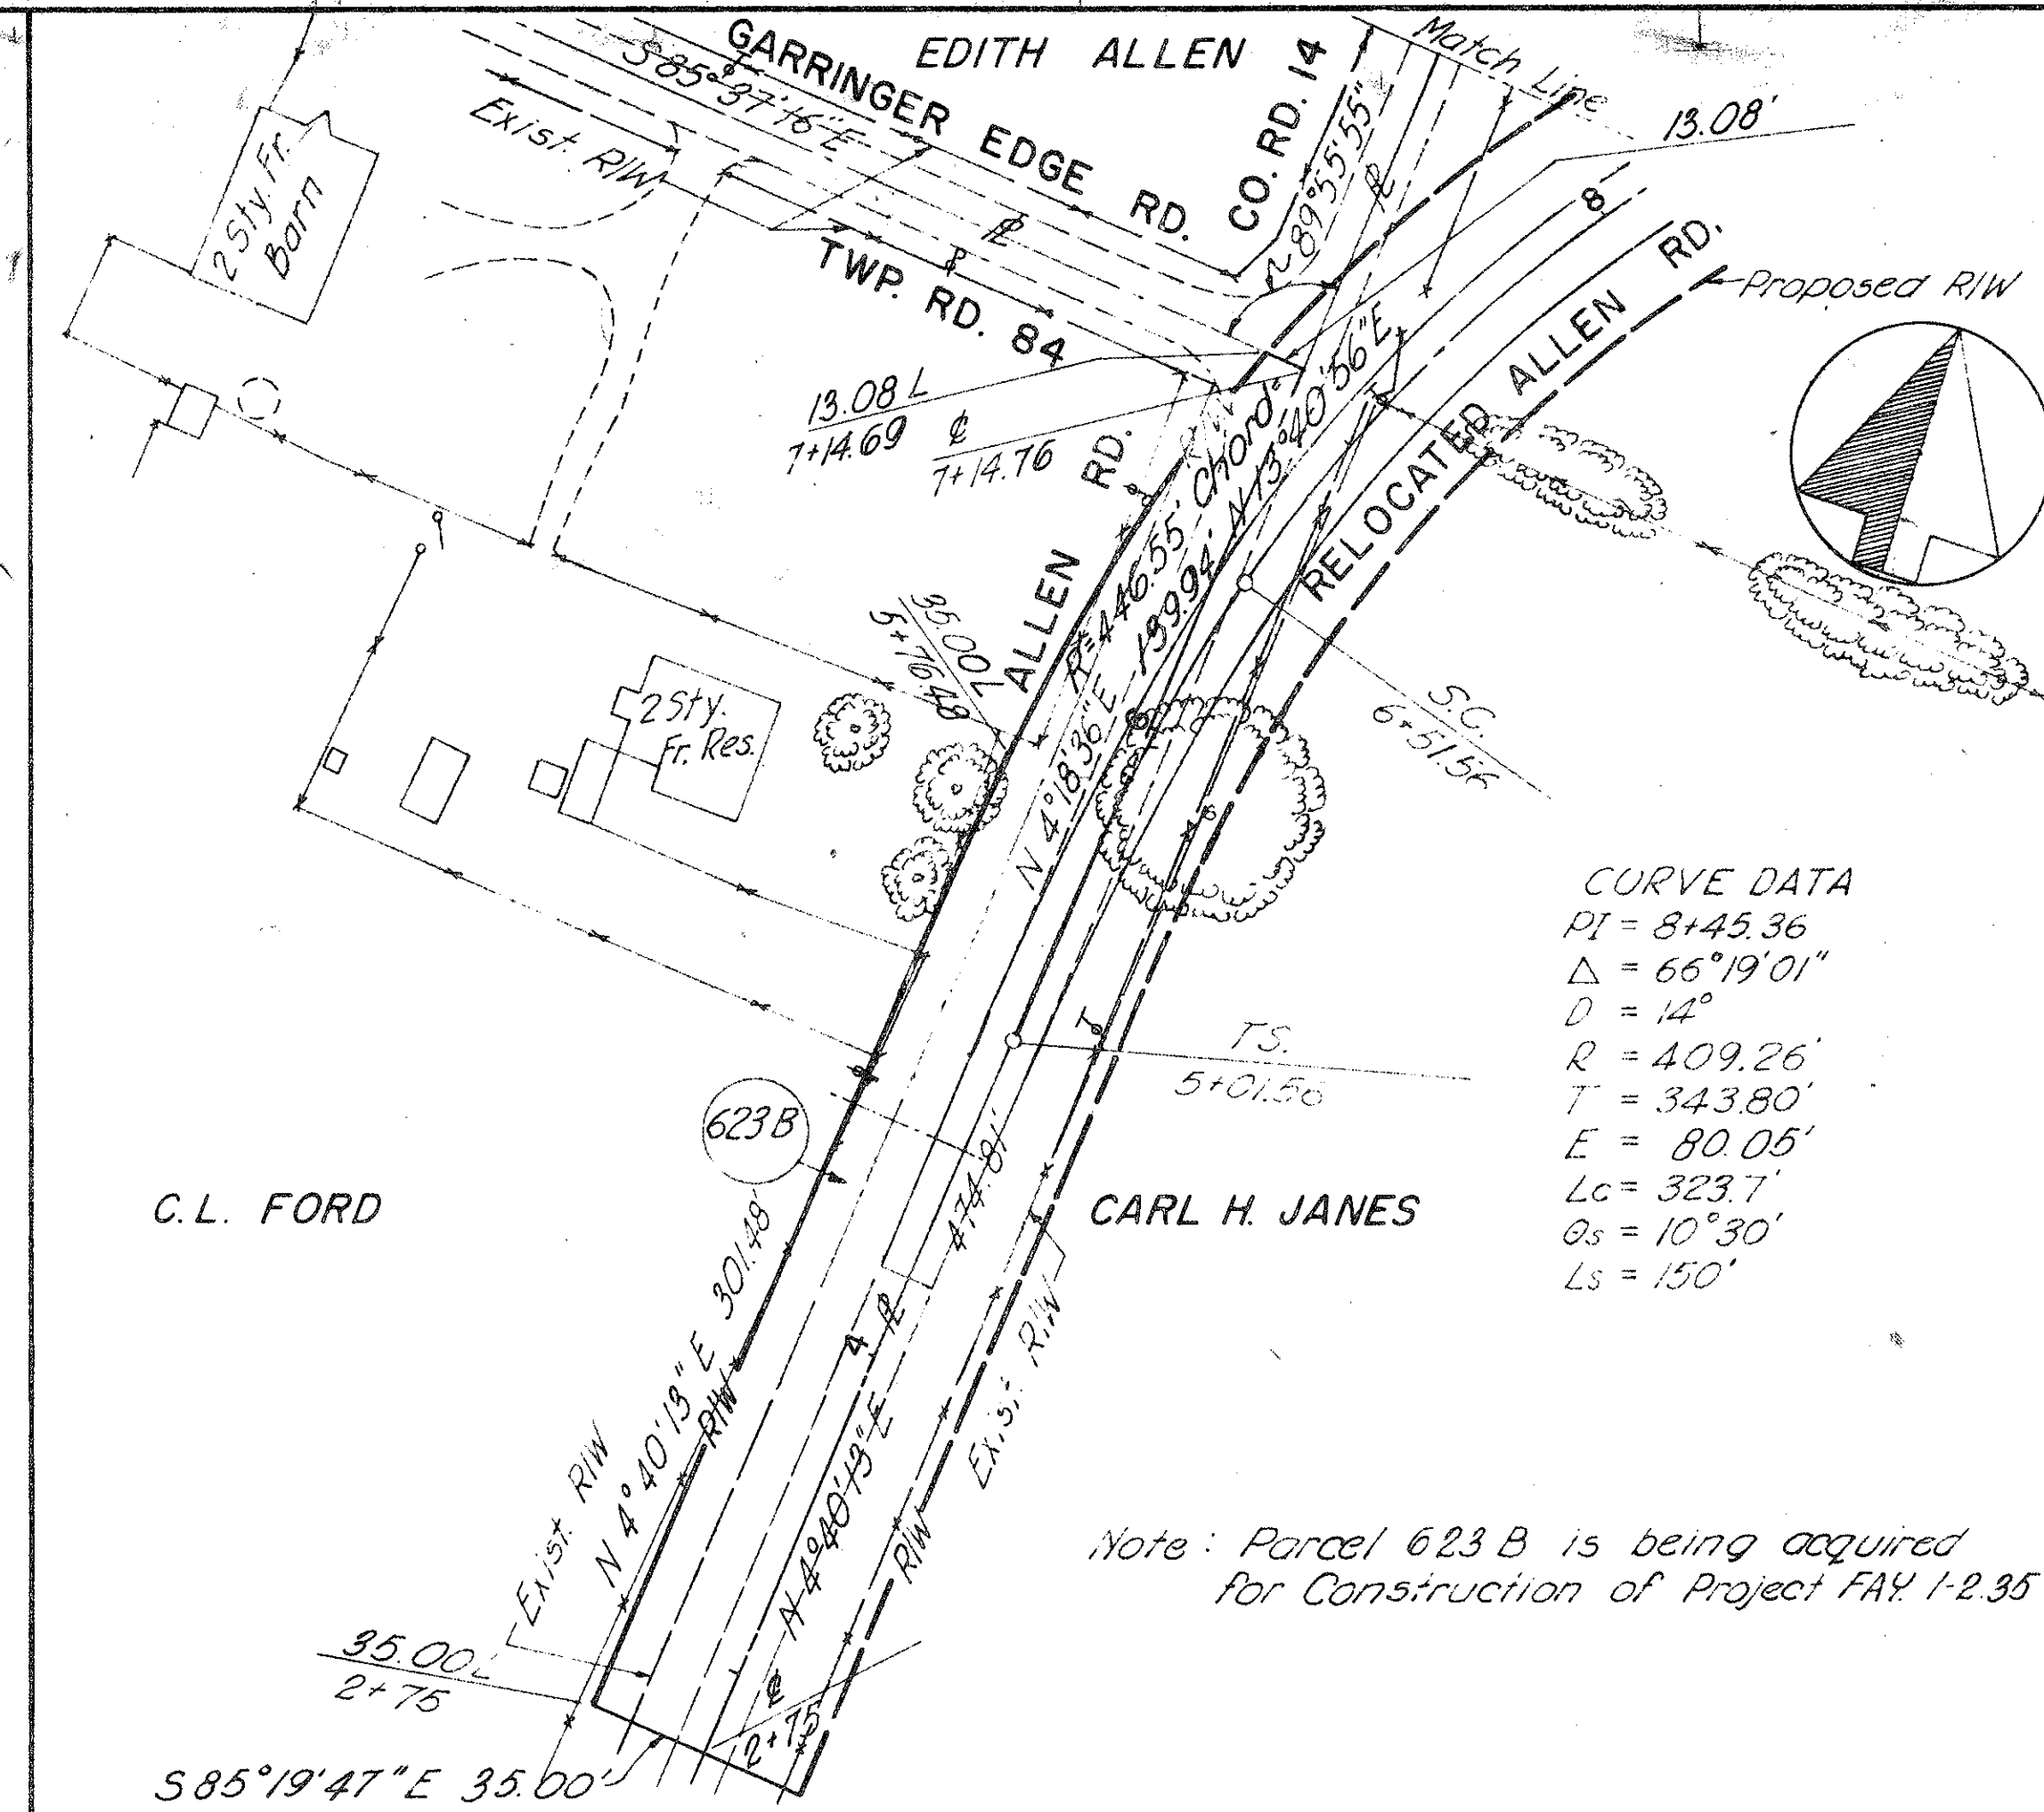 EDITH ALLEN
GARRINGER EDGE RD.
S 85°37'16" E
Exist. R/W
CO. RD. 14
Match Line
13.08'
N 89°55'55"
TWP. RD. 84
2 Sty. Fr.
Barn
8
RELOCATED ALLEN RD.
Proposed R/W
13.08 L
7+14.69
℄
7+14.76
ALLEN RD.
R=446.55' Chord=
139.94' N 13°40'56" E
35.00 L
5+76.48
N 4°18'36" E
6
S.C.
6+51.56
2 Sty.
Fr. Res.
CURVE DATA
PI = 8+45.36
Δ = 66°19'01"
D = 14°
R = 409.26'
T = 343.80'
E = 80.05'
Lc = 323.7'
Θs = 10°30'
Ls = 150'
T.S.
5+01.56
623 B
474.81'
C.L. FORD
CARL H. JANES
N 4°40'13" E 301.48'
Exist. R/W
R/W
4
℄
N 4°40'13" E
Exist. R/W
R/W
Note : Parcel 623 B is being acquired
for Construction of Project FAY. 1-2.35
35.00 L
2+75
℄
2+75
S 85°19'47" E 35.00'